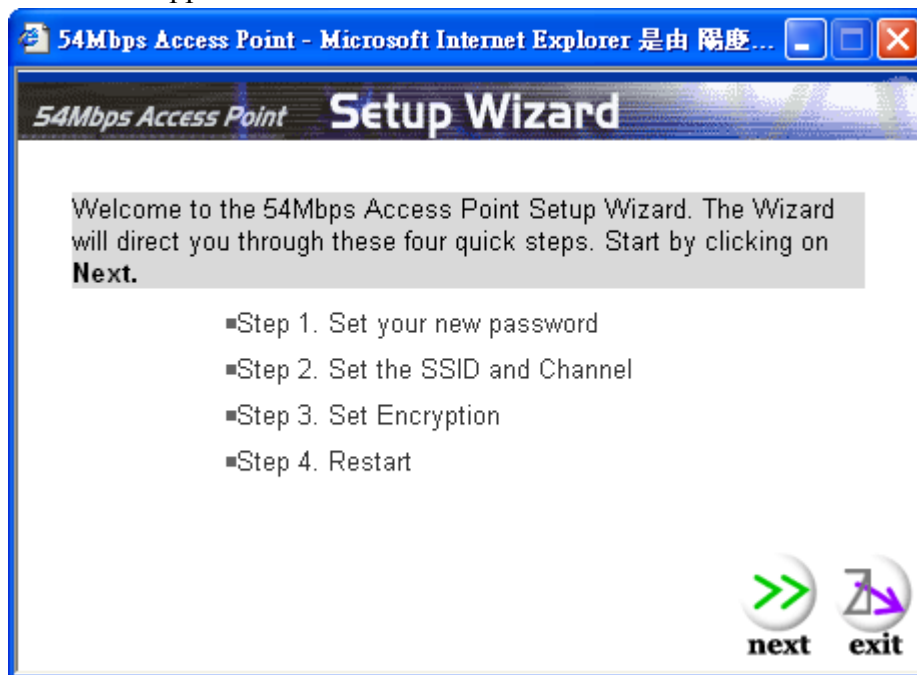 54Mbps Access Point - Microsoft Internet Explorer 是由 陽慶...
54Mbps Access Point Setup Wizard
Welcome to the 54Mbps Access Point Setup Wizard. The Wizard
will direct you through these four quick steps. Start by clicking on
Next.
Step 1. Set your new password
Step 2. Set the SSID and Channel
Step 3. Set Encryption
Step 4. Restart
next exit